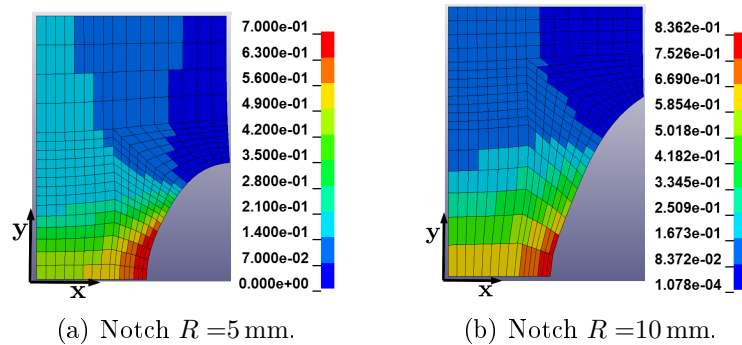 7.000e-01
6.300e-01
5.600e-01
4.900e-01
4.200e-01
3.500e-01
2.800e-01
2.100e-01
1.400e-01
7.000e-02
0.000e+00
y
x
(a) Notch R =5 mm.
8.362e-01
7.526e-01
6.690e-01
5.854e-01
5.018e-01
4.182e-01
3.345e-01
2.509e-01
1.673e-01
8.372e-02
1.078e-04
y
x
(b) Notch R =10 mm.